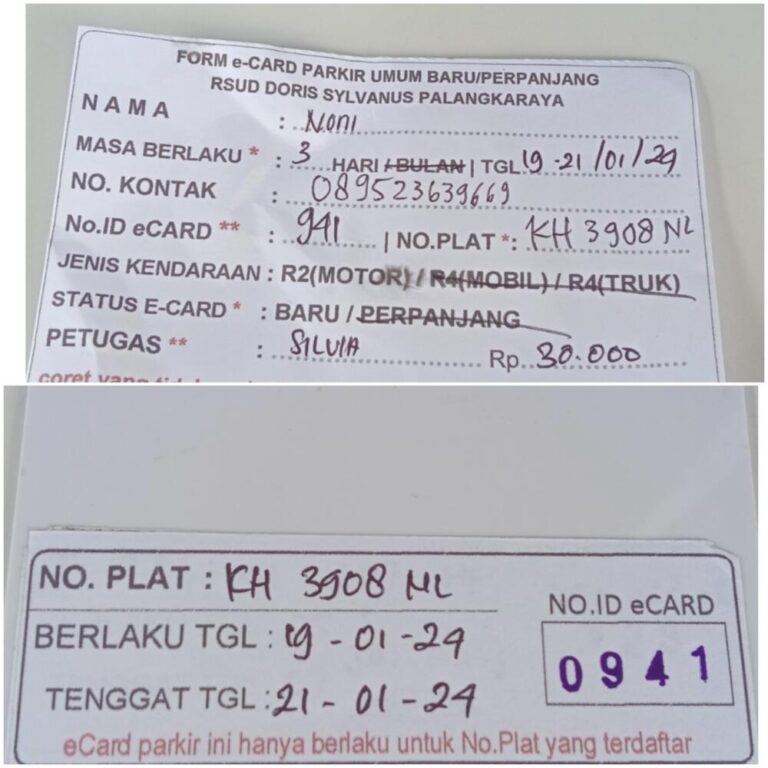 FORM e-CARD PARKIR UMUM BARU/PERPANJANG
RSUD DORIS SYLVANUS PALANGKARAYA
NAMA : Noni
MASA BERLAKU * : 3 HARI / BULAN | TGL 19 - 21 /01/24
NO. KONTAK : 089523639669
No.ID eCARD ** : 941 | NO.PLAT *: KH 3908 NL
JENIS KENDARAAN : R2(MOTOR) / R4(MOBIL) / R4(TRUK)
STATUS E-CARD * : BARU / PERPANJANG
PETUGAS ** : SILVIA Rp. 30.000
coret yang
NO. PLAT : KH 3908 NL
BERLAKU TGL : 19 - 01 - 24
TENGGAT TGL : 21 - 01 - 24
NO.ID eCARD
0941
eCard parkir ini hanya berlaku untuk No.Plat yang terdaftar